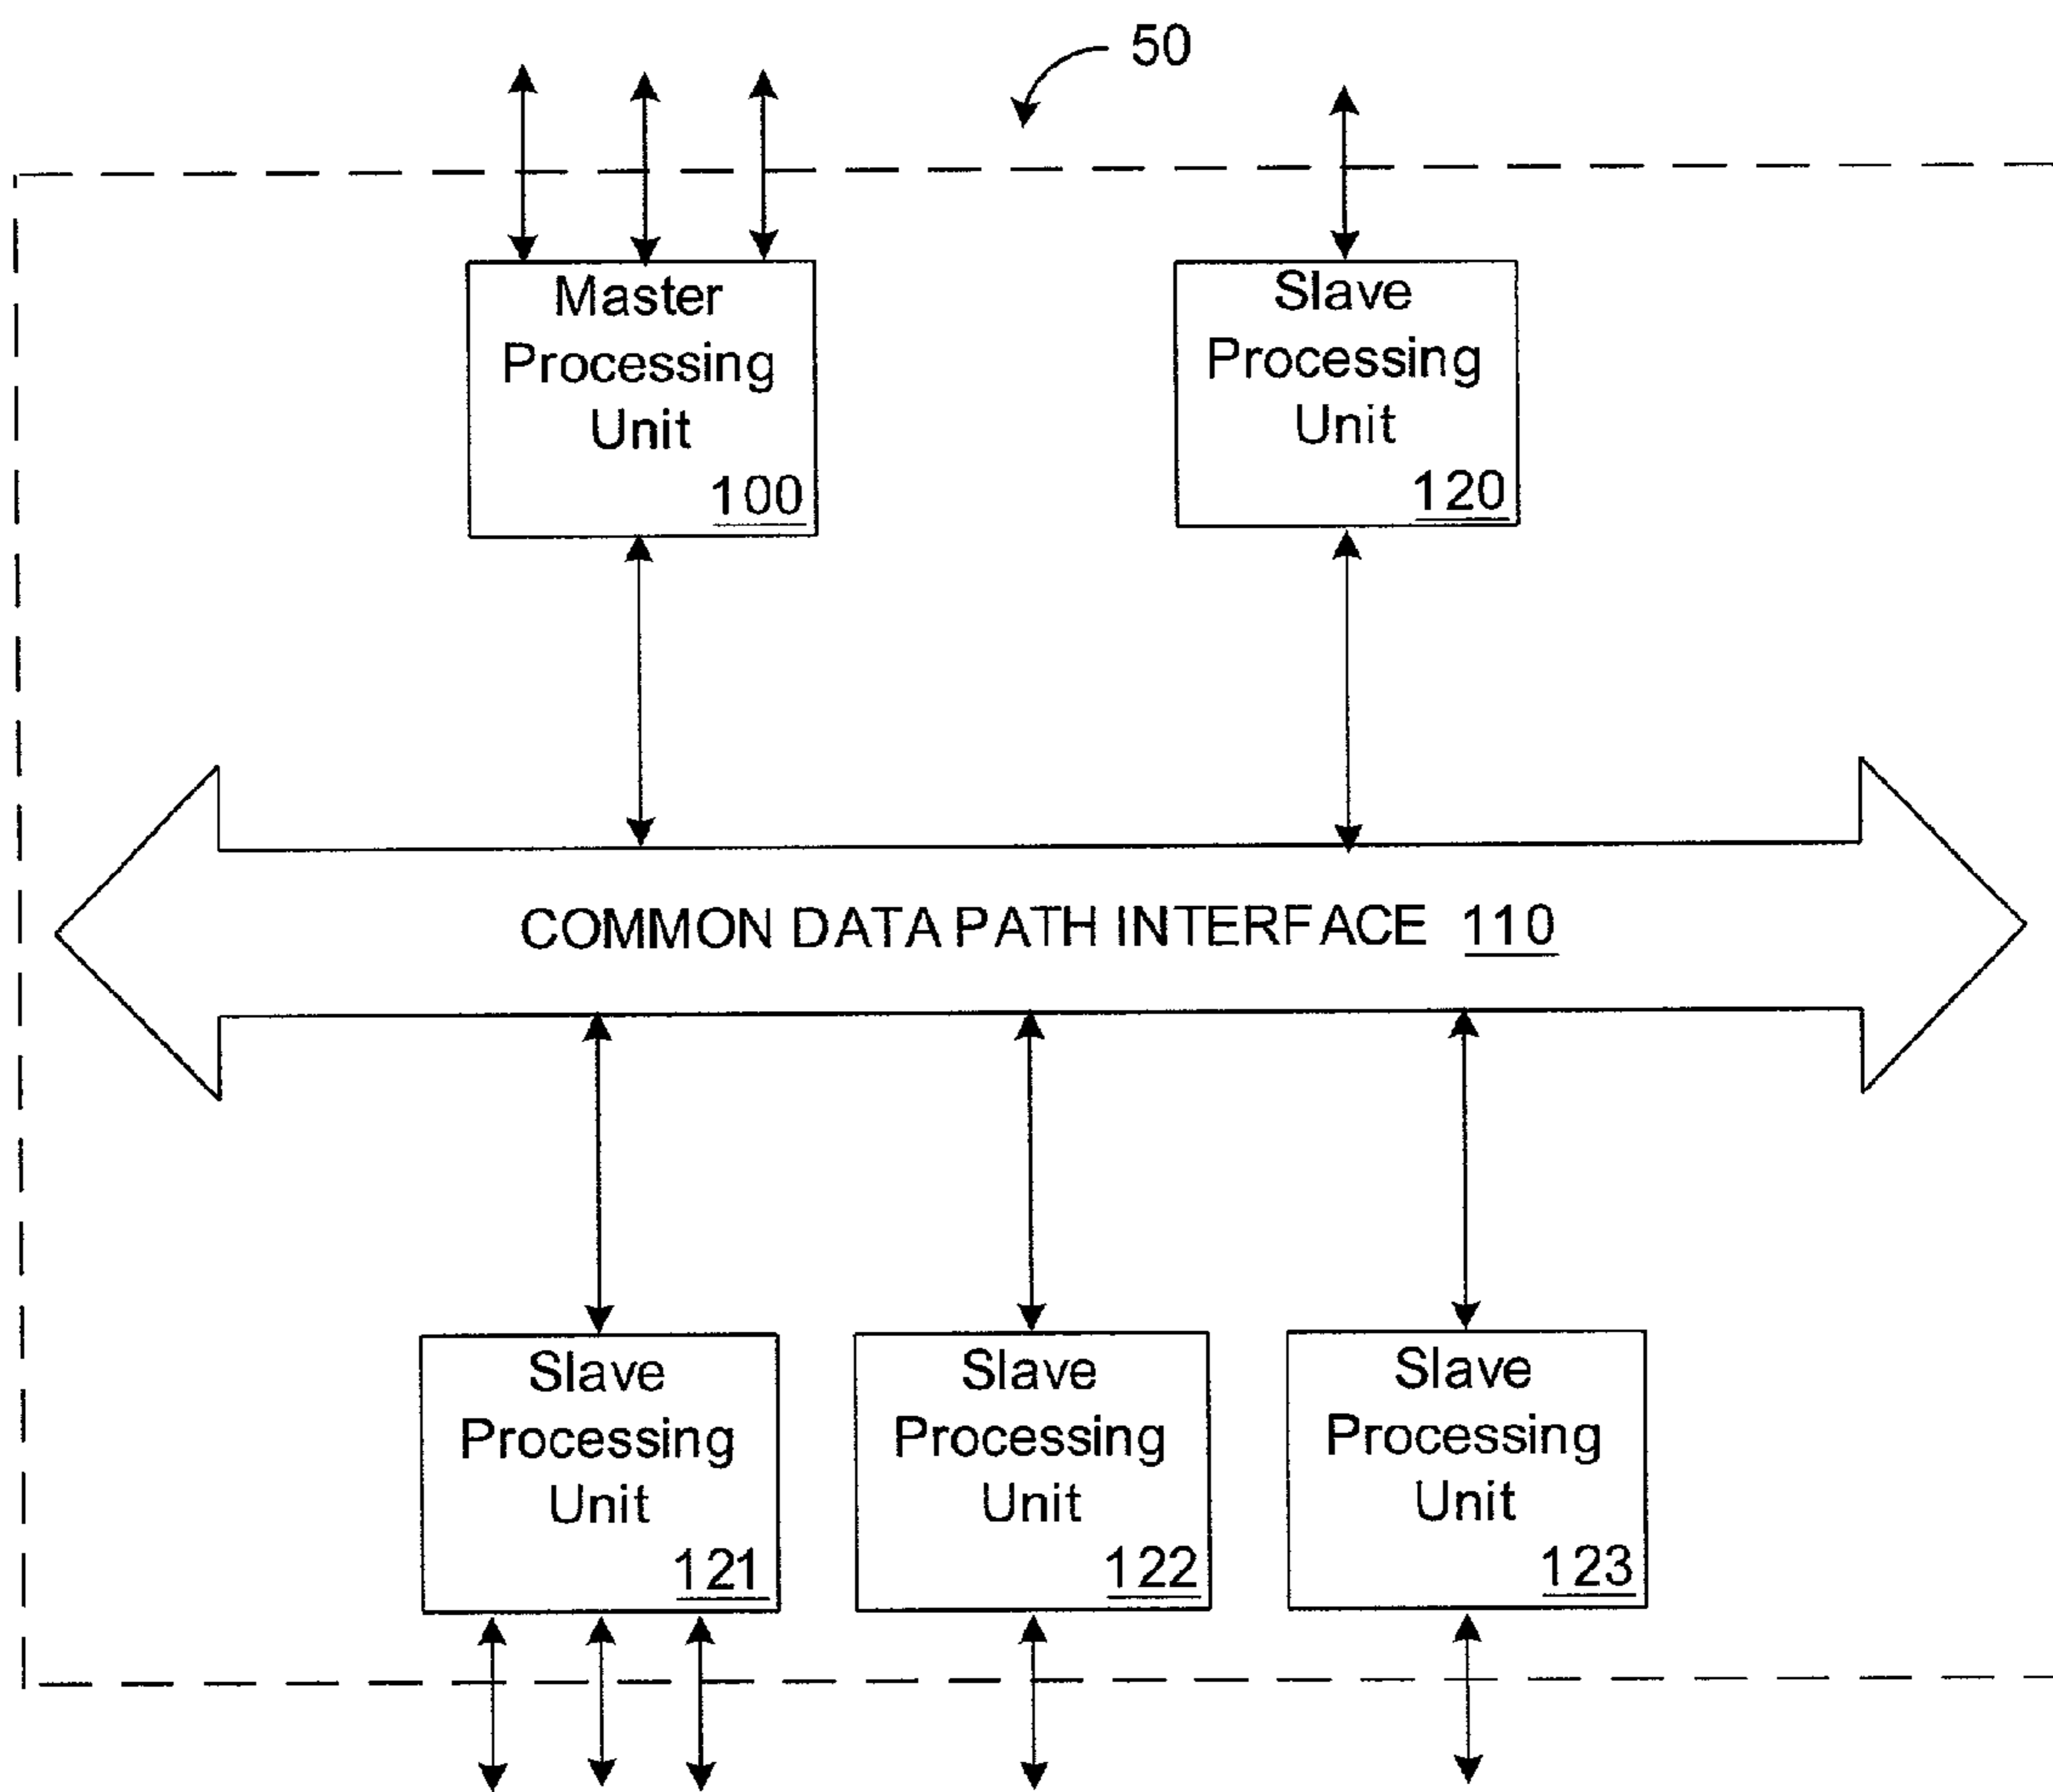 50
Master
Processing
Unit
100
Slave
Processing
Unit
120
COMMON DATA PATH INTERFACE 110
Slave
Processing
Unit
121
Slave
Processing
Unit
122
Slave
Processing
Unit
123